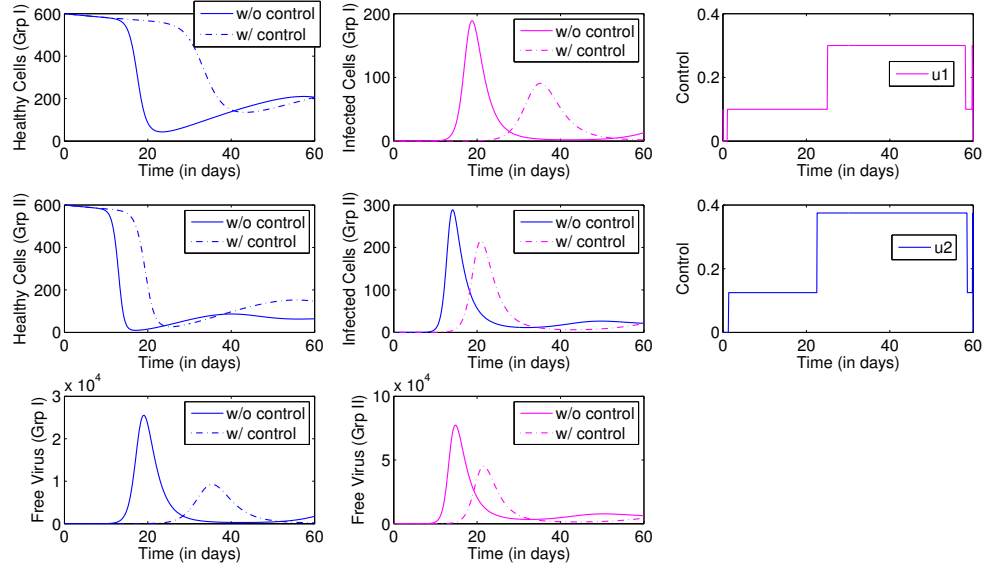 600
400
200
0
0
20
40
60
Healthy Cells (Grp I)
Time (in days)
w/o control
w/ control
200
100
0
0
20
40
60
Infected Cells (Grp I)
Time (in days)
w/o control
w/ control
0.4
0.2
0
0
20
40
60
Control
Time (in days)
u1
600
400
200
0
0
20
40
60
Healthy Cells (Grp II)
Time (in days)
w/o control
w/ control
300
200
100
0
0
20
40
60
Infected Cells (Grp II)
Time (in days)
w/o control
w/ control
0.4
0.2
0
0
20
40
60
Control
Time (in days)
u2
x 10^4
3
2
1
0
0
20
40
60
Free Virus (Grp I)
Time (in days)
w/o control
w/ control
x 10^4
10
5
0
0
20
40
60
Free Virus (Grp II)
Time (in days)
w/o control
w/ control